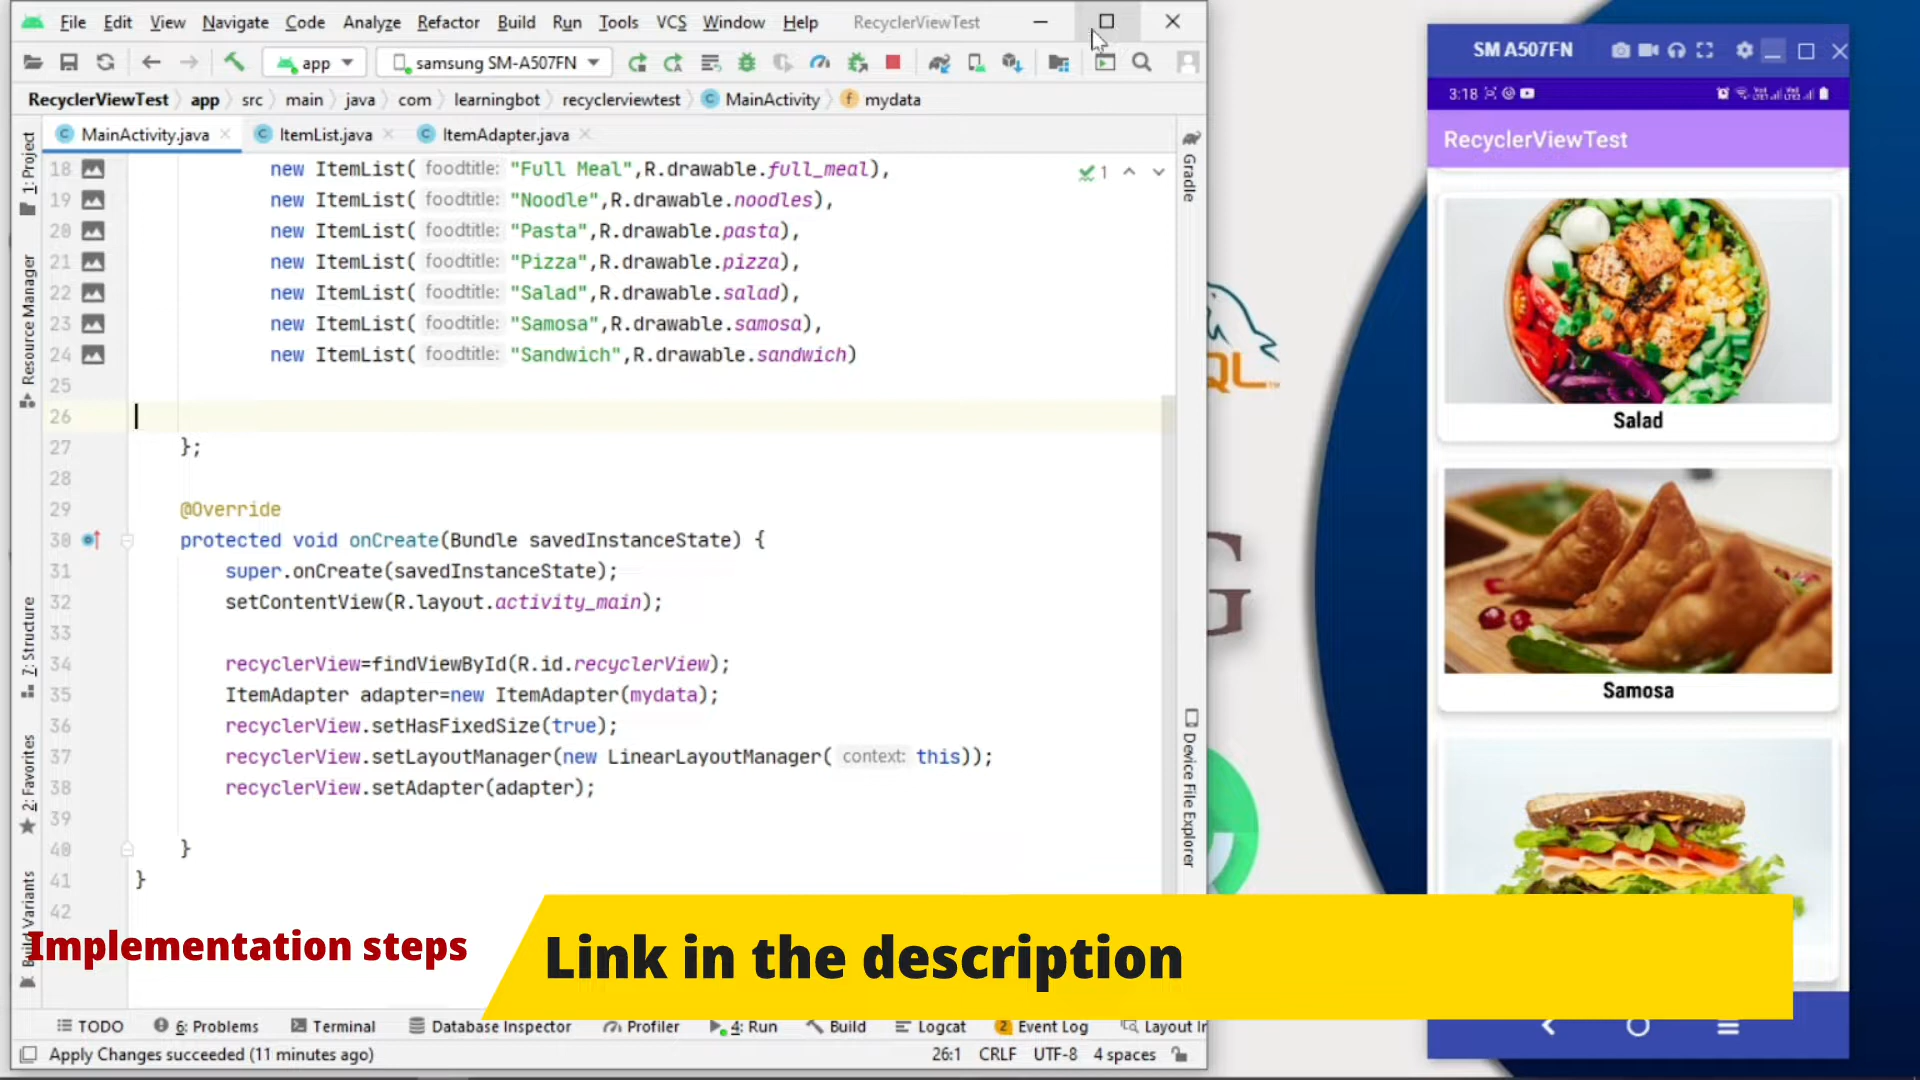 File Edit View Navigate Code Analyze Refactor Build Run Tools VCS Window Help RecyclerViewTest
app samsung SM-A507FN
RecyclerViewTest app src main java com learningbot recyclerviewtest MainActivity mydata
MainActivity.java ItemList.java ItemAdapter.java
18 new ItemList( foodtitle: "Full Meal",R.drawable.full_meal),
19 new ItemList( foodtitle: "Noodle",R.drawable.noodles),
20 new ItemList( foodtitle: "Pasta",R.drawable.pasta),
21 new ItemList( foodtitle: "Pizza",R.drawable.pizza),
22 new ItemList( foodtitle: "Salad",R.drawable.salad),
23 new ItemList( foodtitle: "Samosa",R.drawable.samosa),
24 new ItemList( foodtitle: "Sandwich",R.drawable.sandwich)
25
26
27 };
28
29 @Override
30 protected void onCreate(Bundle savedInstanceState) {
31 super.onCreate(savedInstanceState);
32 setContentView(R.layout.activity_main);
33
34 recyclerView=findViewById(R.id.recyclerView);
35 ItemAdapter adapter=new ItemAdapter(mydata);
36 recyclerView.setHasFixedSize(true);
37 recyclerView.setLayoutManager(new LinearLayoutManager( context: this));
38 recyclerView.setAdapter(adapter);
39
40 }
41 }
42
1
1: Project
Resource Manager
7: Structure
2: Favorites
Build Variants
Gradle
Device File Explorer
SM A507FN
3:18
RecyclerViewTest
Salad
Samosa
QL
G
Implementation steps
Link in the description
TODO 6: Problems Terminal Database Inspector Profiler 4: Run Build Logcat 2 Event Log Layout In
Apply Changes succeeded (11 minutes ago) 26:1 CRLF UTF-8 4 spaces